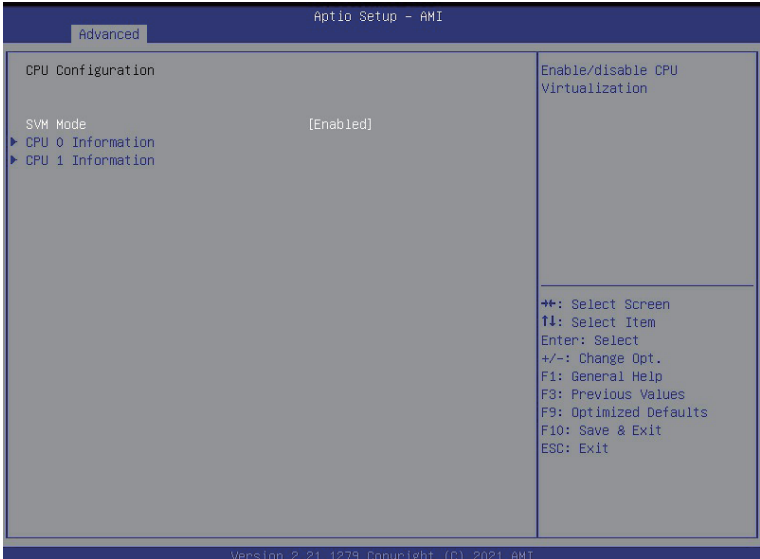 Aptio Setup – AMI
Advanced
CPU Configuration
SVM Mode [Enabled]
CPU 0 Information
CPU 1 Information
Enable/disable CPU
Virtualization
→←: Select Screen
↑↓: Select Item
Enter: Select
+/-: Change Opt.
F1: General Help
F3: Previous Values
F9: Optimized Defaults
F10: Save & Exit
ESC: Exit
Version 2.21.1279 Copyright (C) 2021 AMI